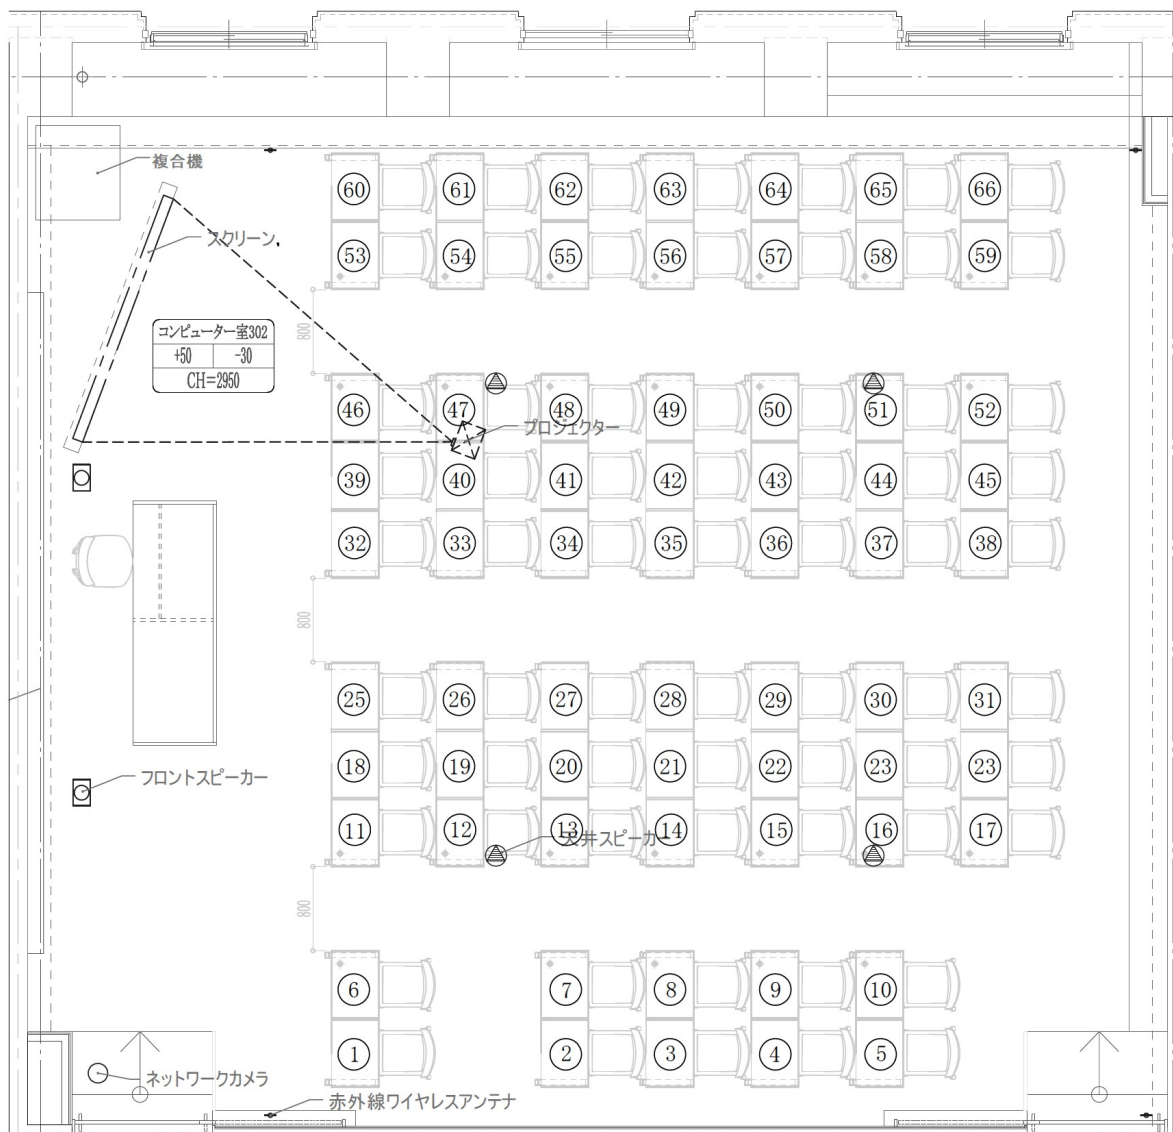 複合機
60 61 62 63 64 65 66
スクリーン
53 54 55 56 57 58 59
コンピューター室302
+50 -30
CH=2950
800
46 47 48 49 50 51 52
プロジェクター
39 40 41 42 43 44 45
32 33 34 35 36 37 38
800
25 26 27 28 29 30 31
18 19 20 21 22 23 23
フロントスピーカー
11 12 13 14 15 16 17
天井スピーカー
800
6 7 8 9 10
1 2 3 4 5
ネットワークカメラ
赤外線ワイヤレスアンテナ